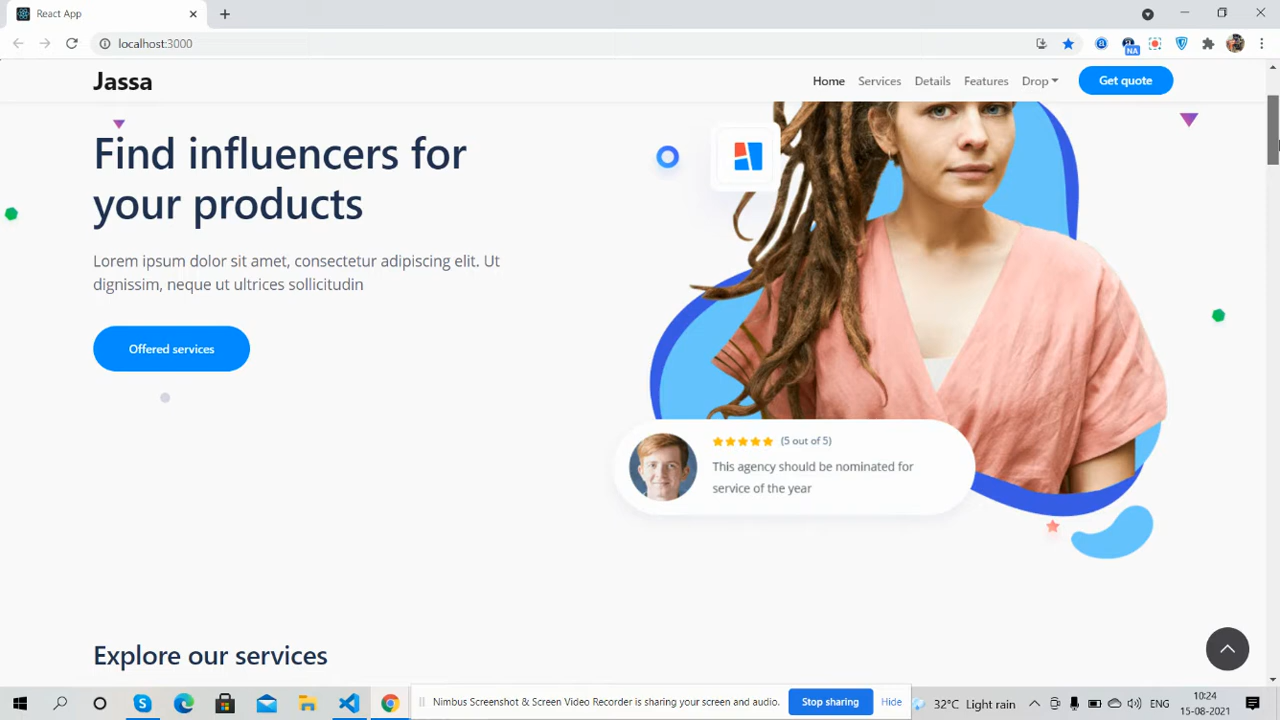 React App
localhost:3000
NA
Jassa
Home Services Details Features Drop Get quote
Find influencers for
your products
Lorem ipsum dolor sit amet, consectetur adipiscing elit. Ut
dignissim, neque ut ultrices sollicitudin
Offered services
(5 out of 5)
This agency should be nominated for
service of the year
Explore our services
Nimbus Screenshot & Screen Video Recorder is sharing your screen and audio. Stop sharing Hide
32°C Light rain
ENG
10:24
15-08-2021